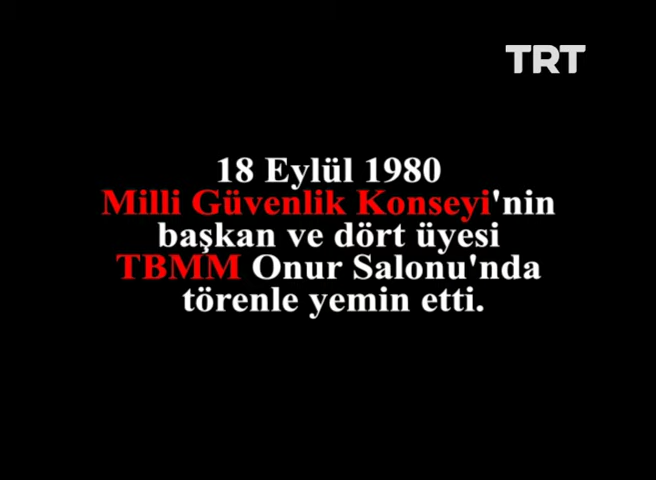 TRT
18 Eylül 1980
Milli Güvenlik Konseyi'nin
başkan ve dört üyesi
TBMM Onur Salonu'nda
törenle yemin etti.